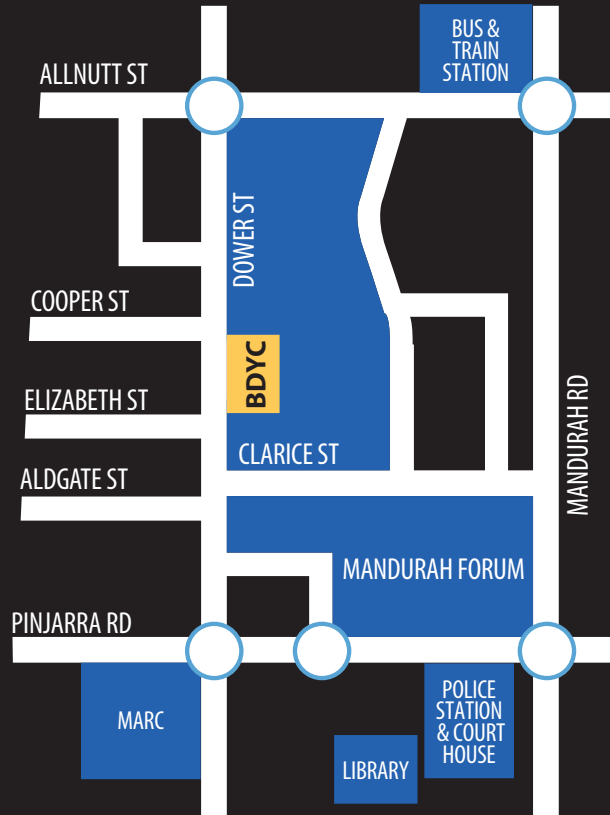 BUS &
TRAIN
STATION
ALLNUTT ST
DOWER ST
COOPER ST
BDYC
ELIZABETH ST
MANDURAH RD
CLARICE ST
ALDGATE ST
MANDURAH FORUM
PINJARRA RD
MARC
POLICE
STATION
& COURT
HOUSE
LIBRARY